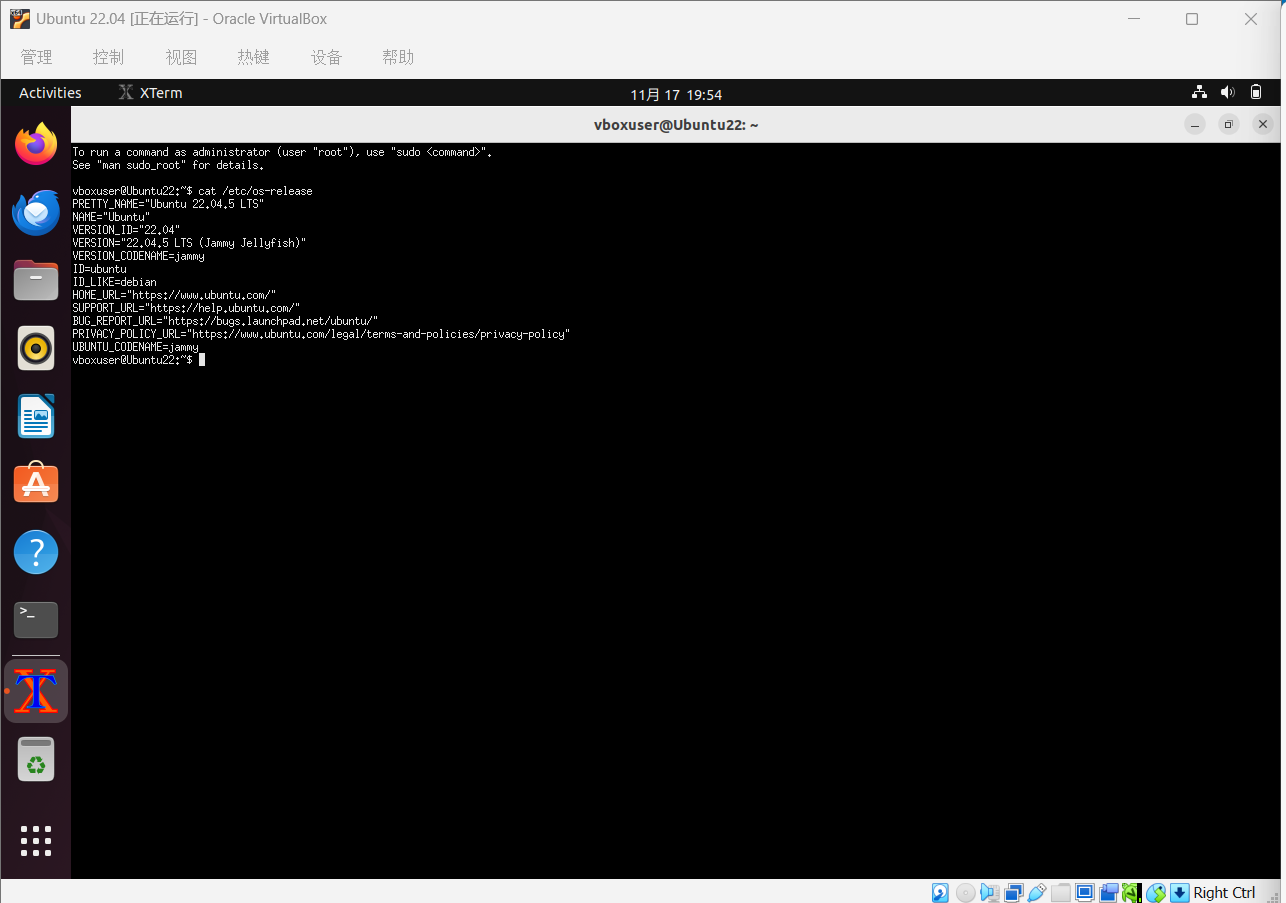 Ubuntu 22.04 [正在运行] - Oracle VirtualBox
管理 控制 视图 热键 设备 帮助
Activities XTerm 11月 17 19:54
vboxuser@Ubuntu22: ~
To run a command as administrator (user "root"), use "sudo <command>".
See "man sudo_root" for details.
vboxuser@Ubuntu22:~$ cat /etc/os-release
PRETTY_NAME="Ubuntu 22.04.5 LTS"
NAME="Ubuntu"
VERSION_ID="22.04"
VERSION="22.04.5 LTS (Jammy Jellyfish)"
VERSION_CODENAME=jammy
ID=ubuntu
ID_LIKE=debian
HOME_URL="https://www.ubuntu.com/"
SUPPORT_URL="https://help.ubuntu.com/"
BUG_REPORT_URL="https://bugs.launchpad.net/ubuntu/"
PRIVACY_POLICY_URL="https://www.ubuntu.com/legal/terms-and-policies/privacy-policy"
UBUNTU_CODENAME=jammy
vboxuser@Ubuntu22:~$
Right Ctrl